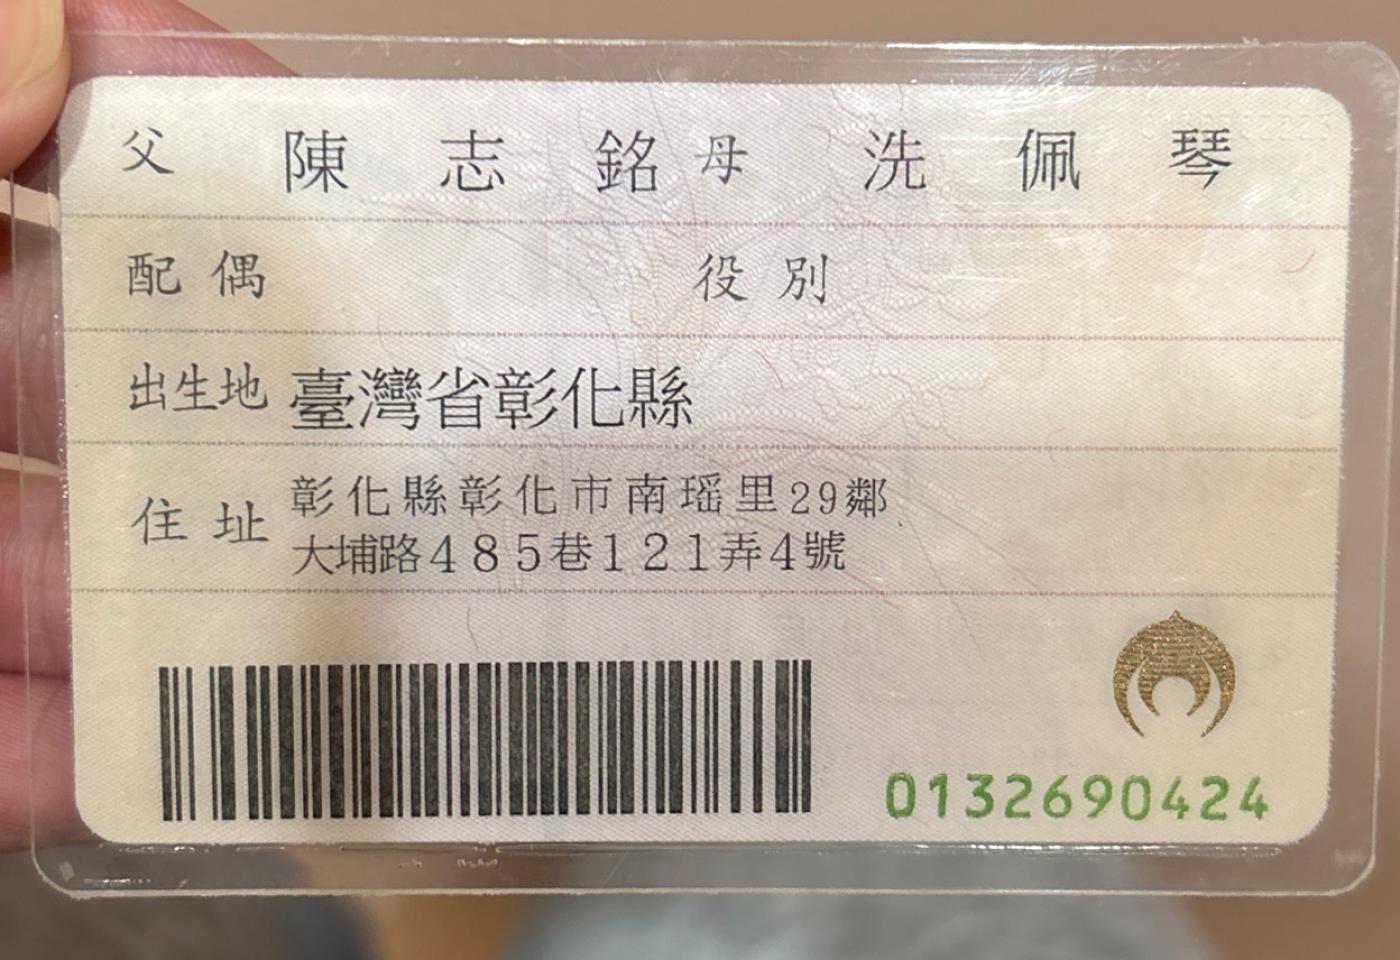 父 陳志銘 母 洗佩琴
配偶 役別
出生地 臺灣省彰化縣
住址 彰化縣彰化市南瑶里29鄰
大埔路485巷121弄4號
0132690424